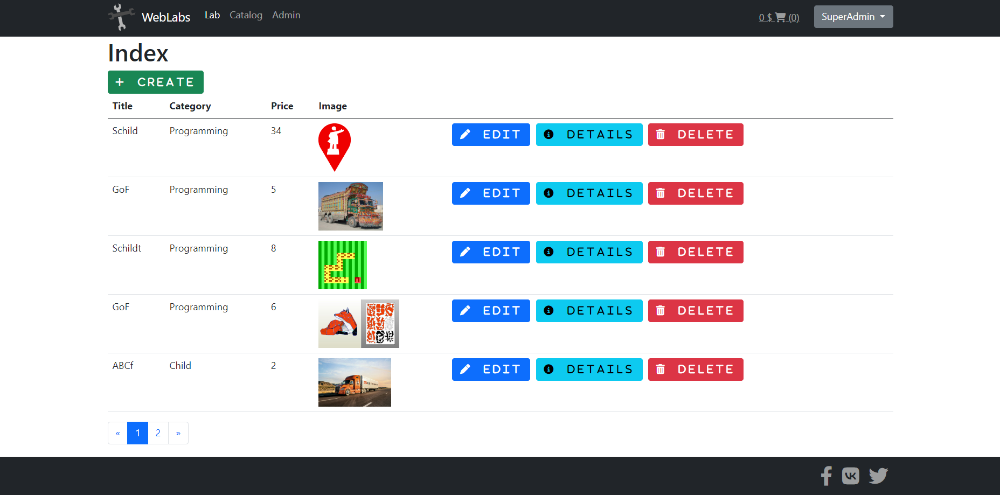 WebLabs Lab Catalog Admin 0 $ (0) SuperAdmin
Index
+ CREATE
Title Category Price Image
Schild Programming 34 EDIT DETAILS DELETE
GoF Programming 5 EDIT DETAILS DELETE
Schildt Programming 8 EDIT DETAILS DELETE
GoF Programming 6 EDIT DETAILS DELETE
ABCf Child 2 EDIT DETAILS DELETE
« 1 2 »